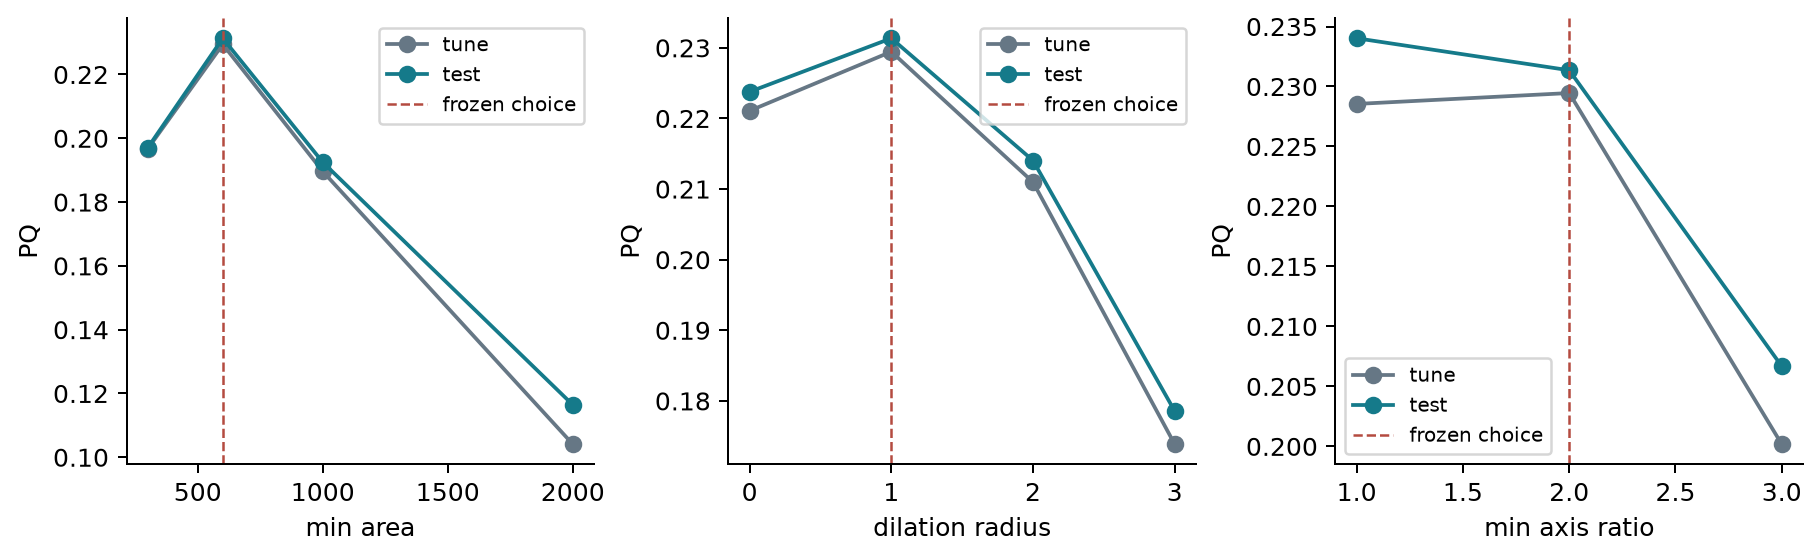 PQ
0.22
0.20
0.18
0.16
0.14
0.12
0.10
500
1000
1500
2000
min area
tune
test
frozen choice
PQ
0.23
0.22
0.21
0.20
0.19
0.18
0
1
2
3
dilation radius
tune
test
frozen choice
PQ
0.235
0.230
0.225
0.220
0.215
0.210
0.205
0.200
1.0
1.5
2.0
2.5
3.0
min axis ratio
tune
test
frozen choice